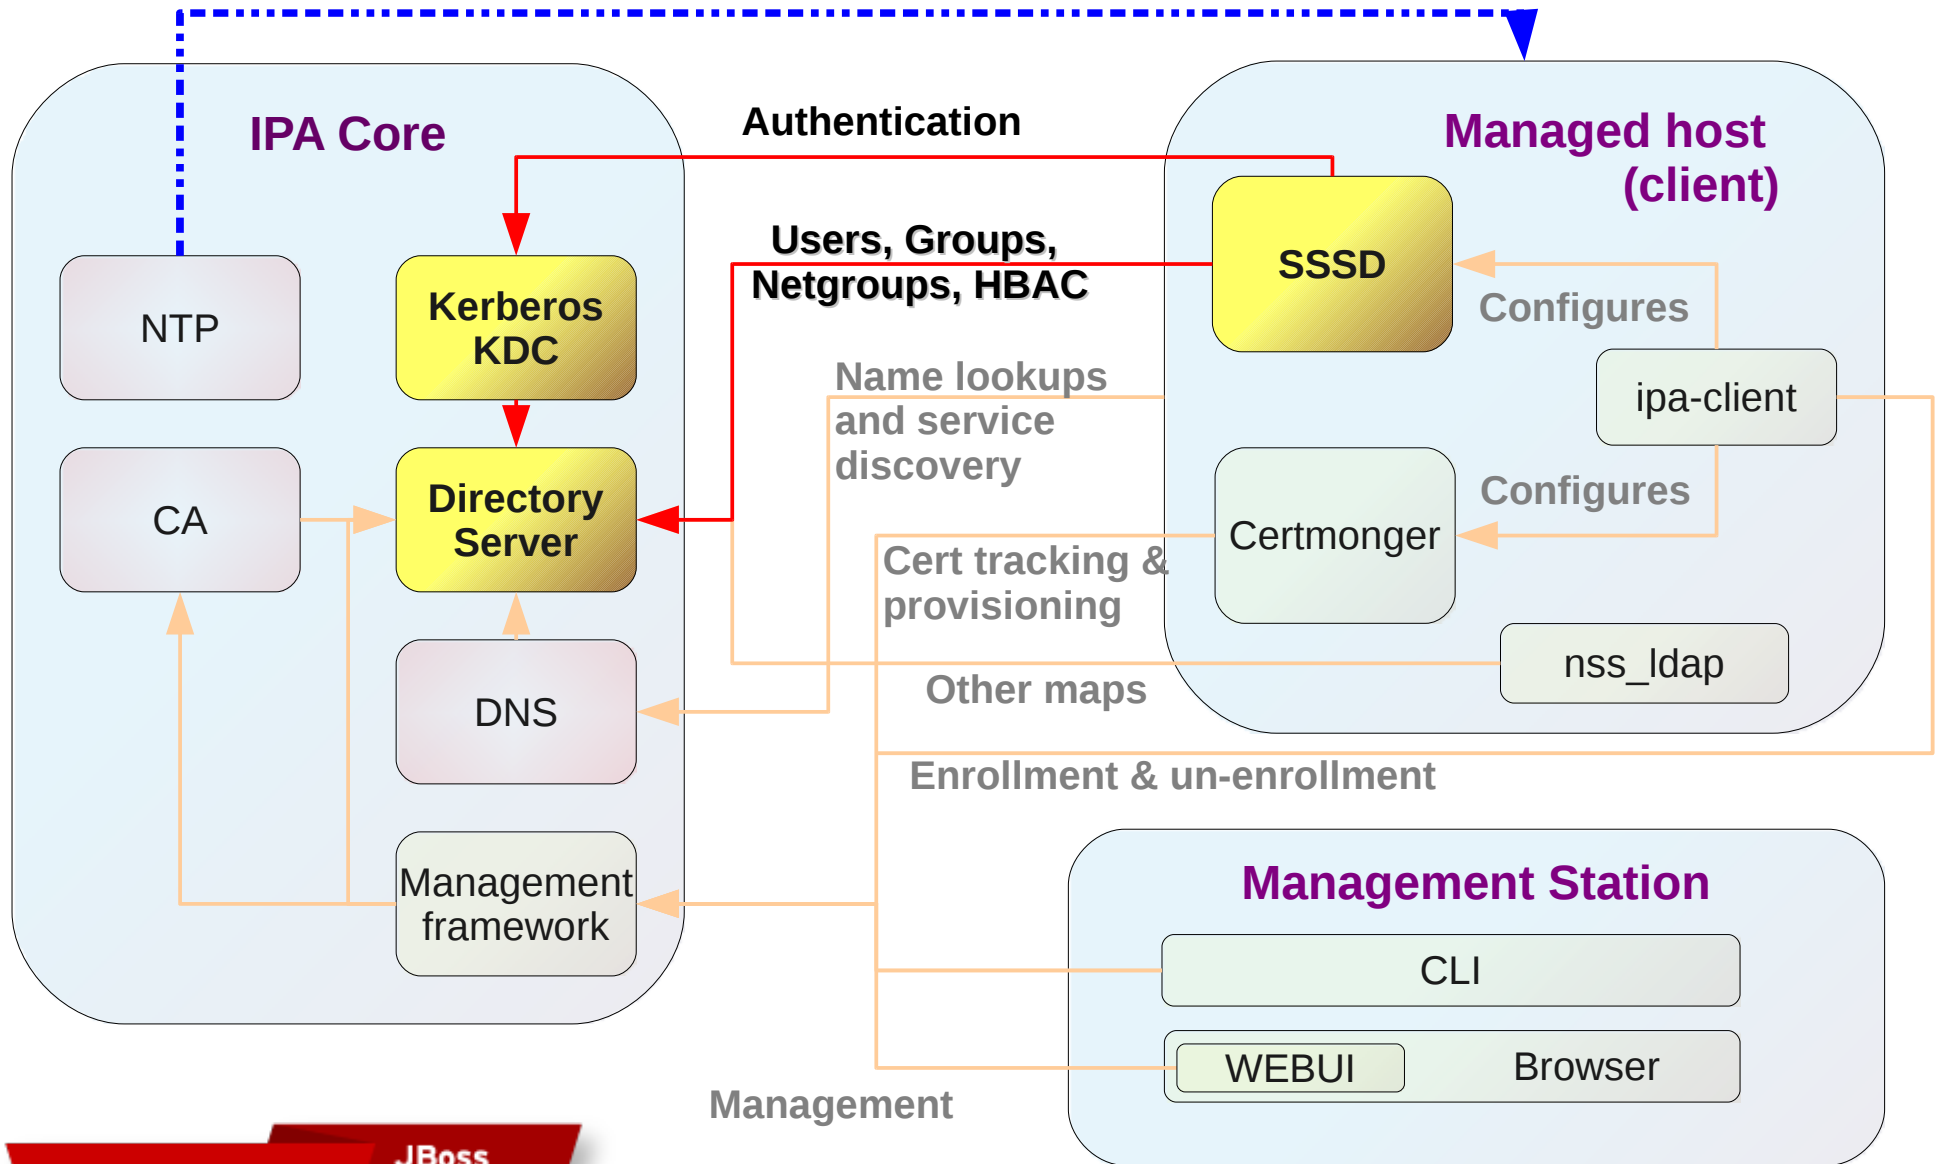 IPA Core
Authentication
Managed host
(client)
Users, Groups,
Netgroups, HBAC
SSSD
Configures
NTP
Kerberos
KDC
Name lookups
and service
discovery
ipa-client
CA
Directory
Server
Configures
Certmonger
Cert tracking &
provisioning
nss_ldap
Other maps
DNS
Enrollment & un-enrollment
Management
framework
Management Station
CLI
WEBUI
Browser
Management
JBoss